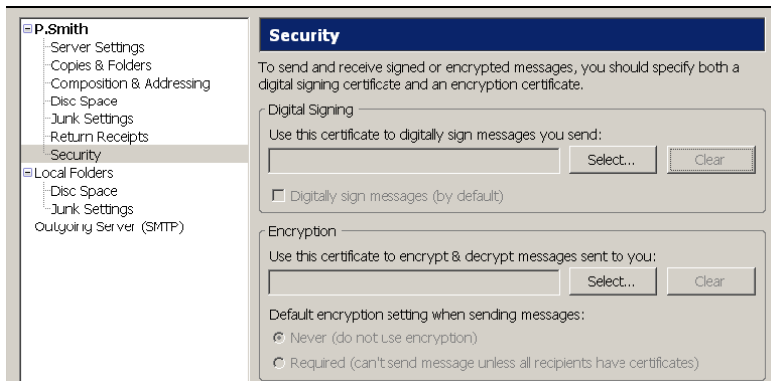 P.Smith
Server Settings
Copies & Folders
Composition & Addressing
Disc Space
Junk Settings
Return Receipts
Security
Local Folders
Disc Space
Junk Settings
Outgoing Server (SMTP)
Security
To send and receive signed or encrypted messages, you should specify both a
digital signing certificate and an encryption certificate.
Digital Signing
Use this certificate to digitally sign messages you send:
Select... Clear
Digitally sign messages (by default)
Encryption
Use this certificate to encrypt & decrypt messages sent to you:
Select... Clear
Default encryption setting when sending messages:
Never (do not use encryption)
Required (can't send message unless all recipients have certificates)